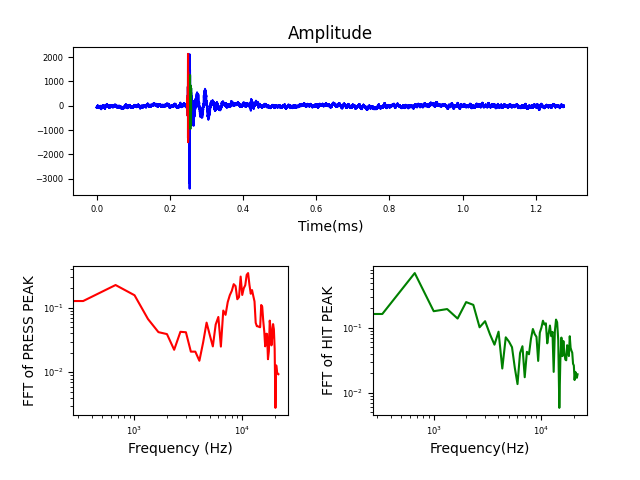 Amplitude
2000
1000
0
−1000
−2000
−3000
0.0 0.2 0.4 0.6 0.8 1.0 1.2
Time(ms)
FFT of PRESS PEAK
10⁻¹
10⁻²
10³ 10⁴
Frequency (Hz)
FFT of HIT PEAK
10⁻¹
10⁻²
10³ 10⁴
Frequency(Hz)